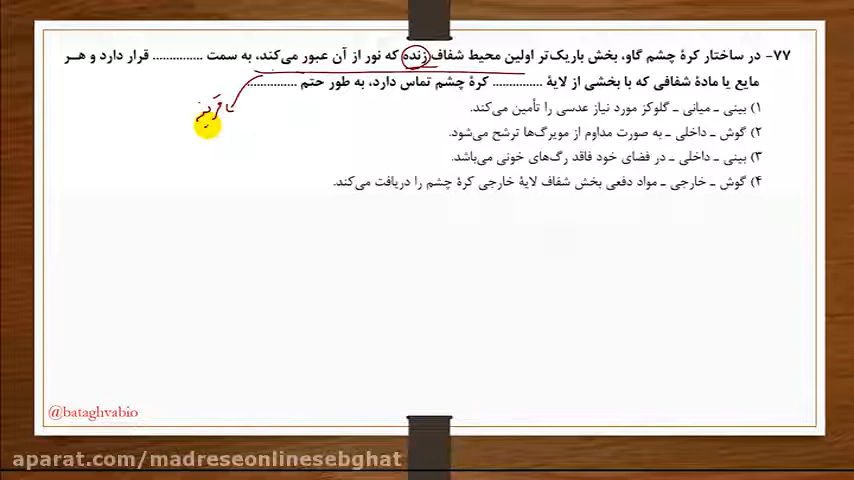 ۷۷- در ساختار کرهٔ چشم گاو، بخش باریک‌تر اولین محیط شفاف زنده که نور از آن عبور می‌کند، به سمت .............. قرار دارد و هــر
مایع یا مادهٔ شفافی که با بخشی از لایهٔ .............. کرهٔ چشم تماس دارد، به طور حتم ..............
قرنیه
۱) بینی ـ میانی ـ گلوکز مورد نیاز عدسی را تأمین می‌کند.
۲) گوش ـ داخلی ـ به صورت مداوم از مویرگ‌ها ترشح می‌شود.
۳) بینی ـ داخلی ـ در فضای خود فاقد رگ‌های خونی می‌باشد.
۴) گوش ـ خارجی ـ مواد دفعی بخش شفاف لایهٔ خارجی کرهٔ چشم را دریافت می‌کند.
@bataghvabio
aparat.com/madreseonlinesebghat